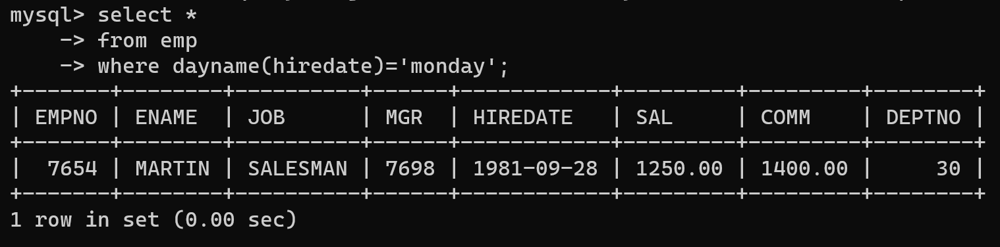 mysql> select *
    -> from emp
    -> where dayname(hiredate)='monday';
+-------+--------+----------+------+------------+---------+---------+--------+
| EMPNO | ENAME  | JOB      | MGR  | HIREDATE   | SAL     | COMM    | DEPTNO |
+-------+--------+----------+------+------------+---------+---------+--------+
|  7654 | MARTIN | SALESMAN | 7698 | 1981-09-28 | 1250.00 | 1400.00 |     30 |
+-------+--------+----------+------+------------+---------+---------+--------+
1 row in set (0.00 sec)